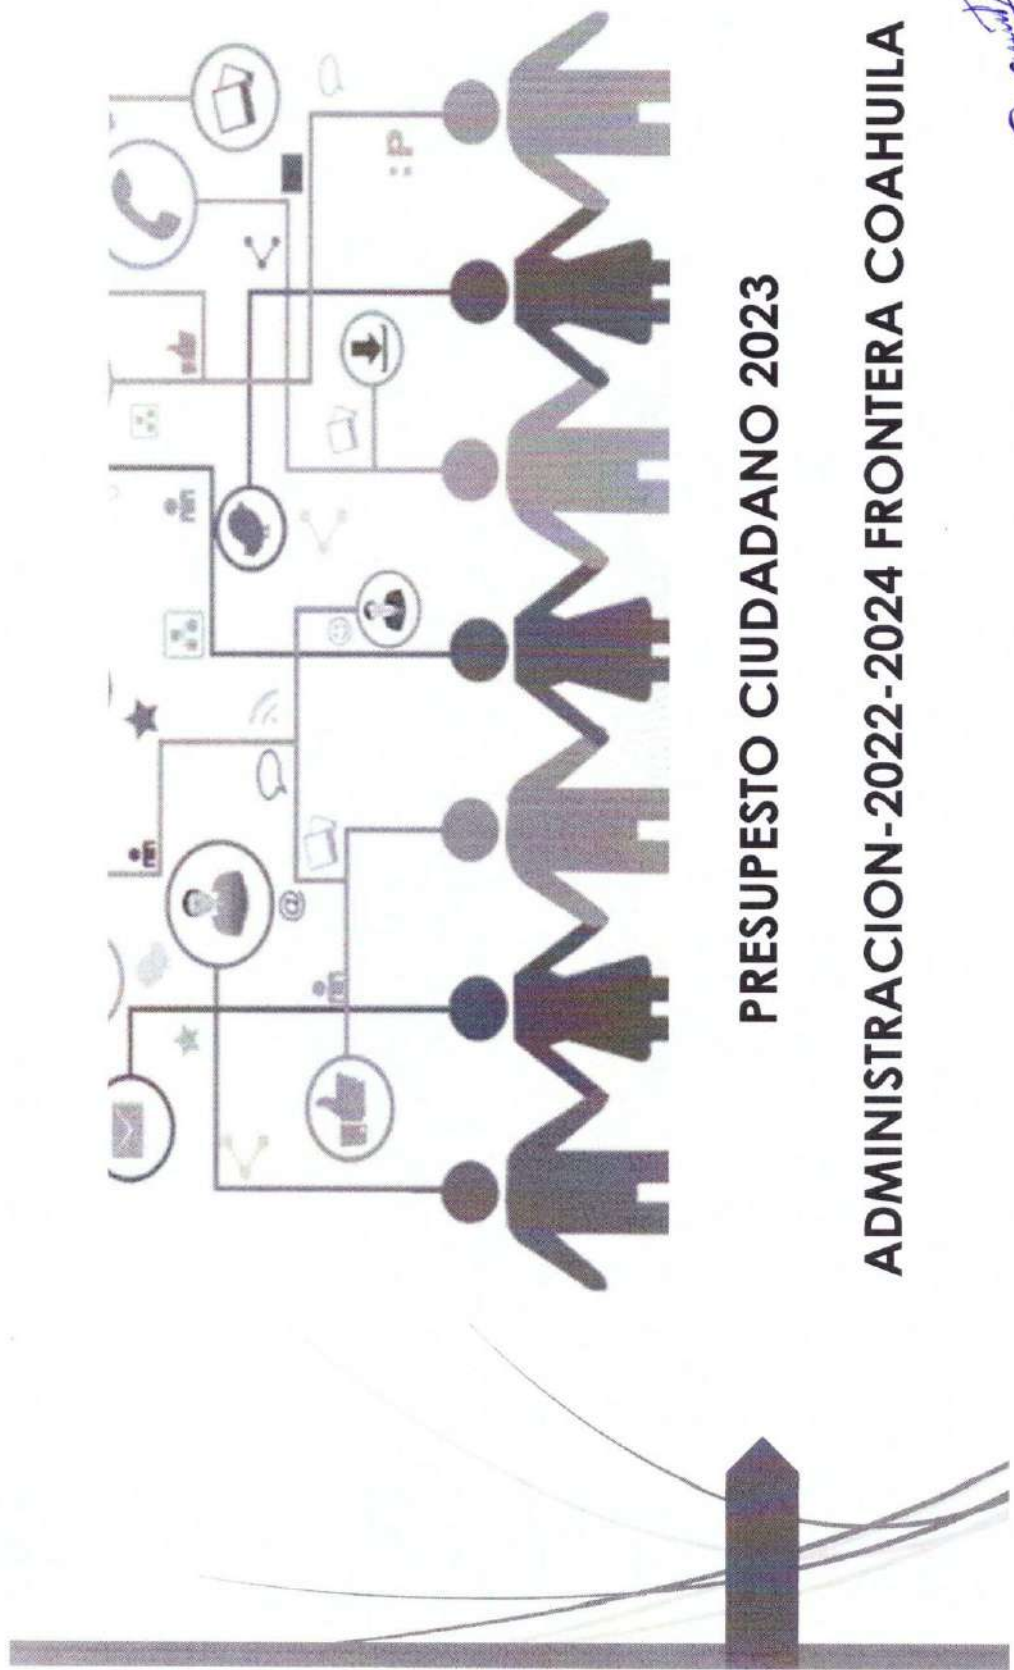 :P
@
PRESUPESTO CIUDADANO 2023
ADMINISTRACION-2022-2024 FRONTERA COAHUILA